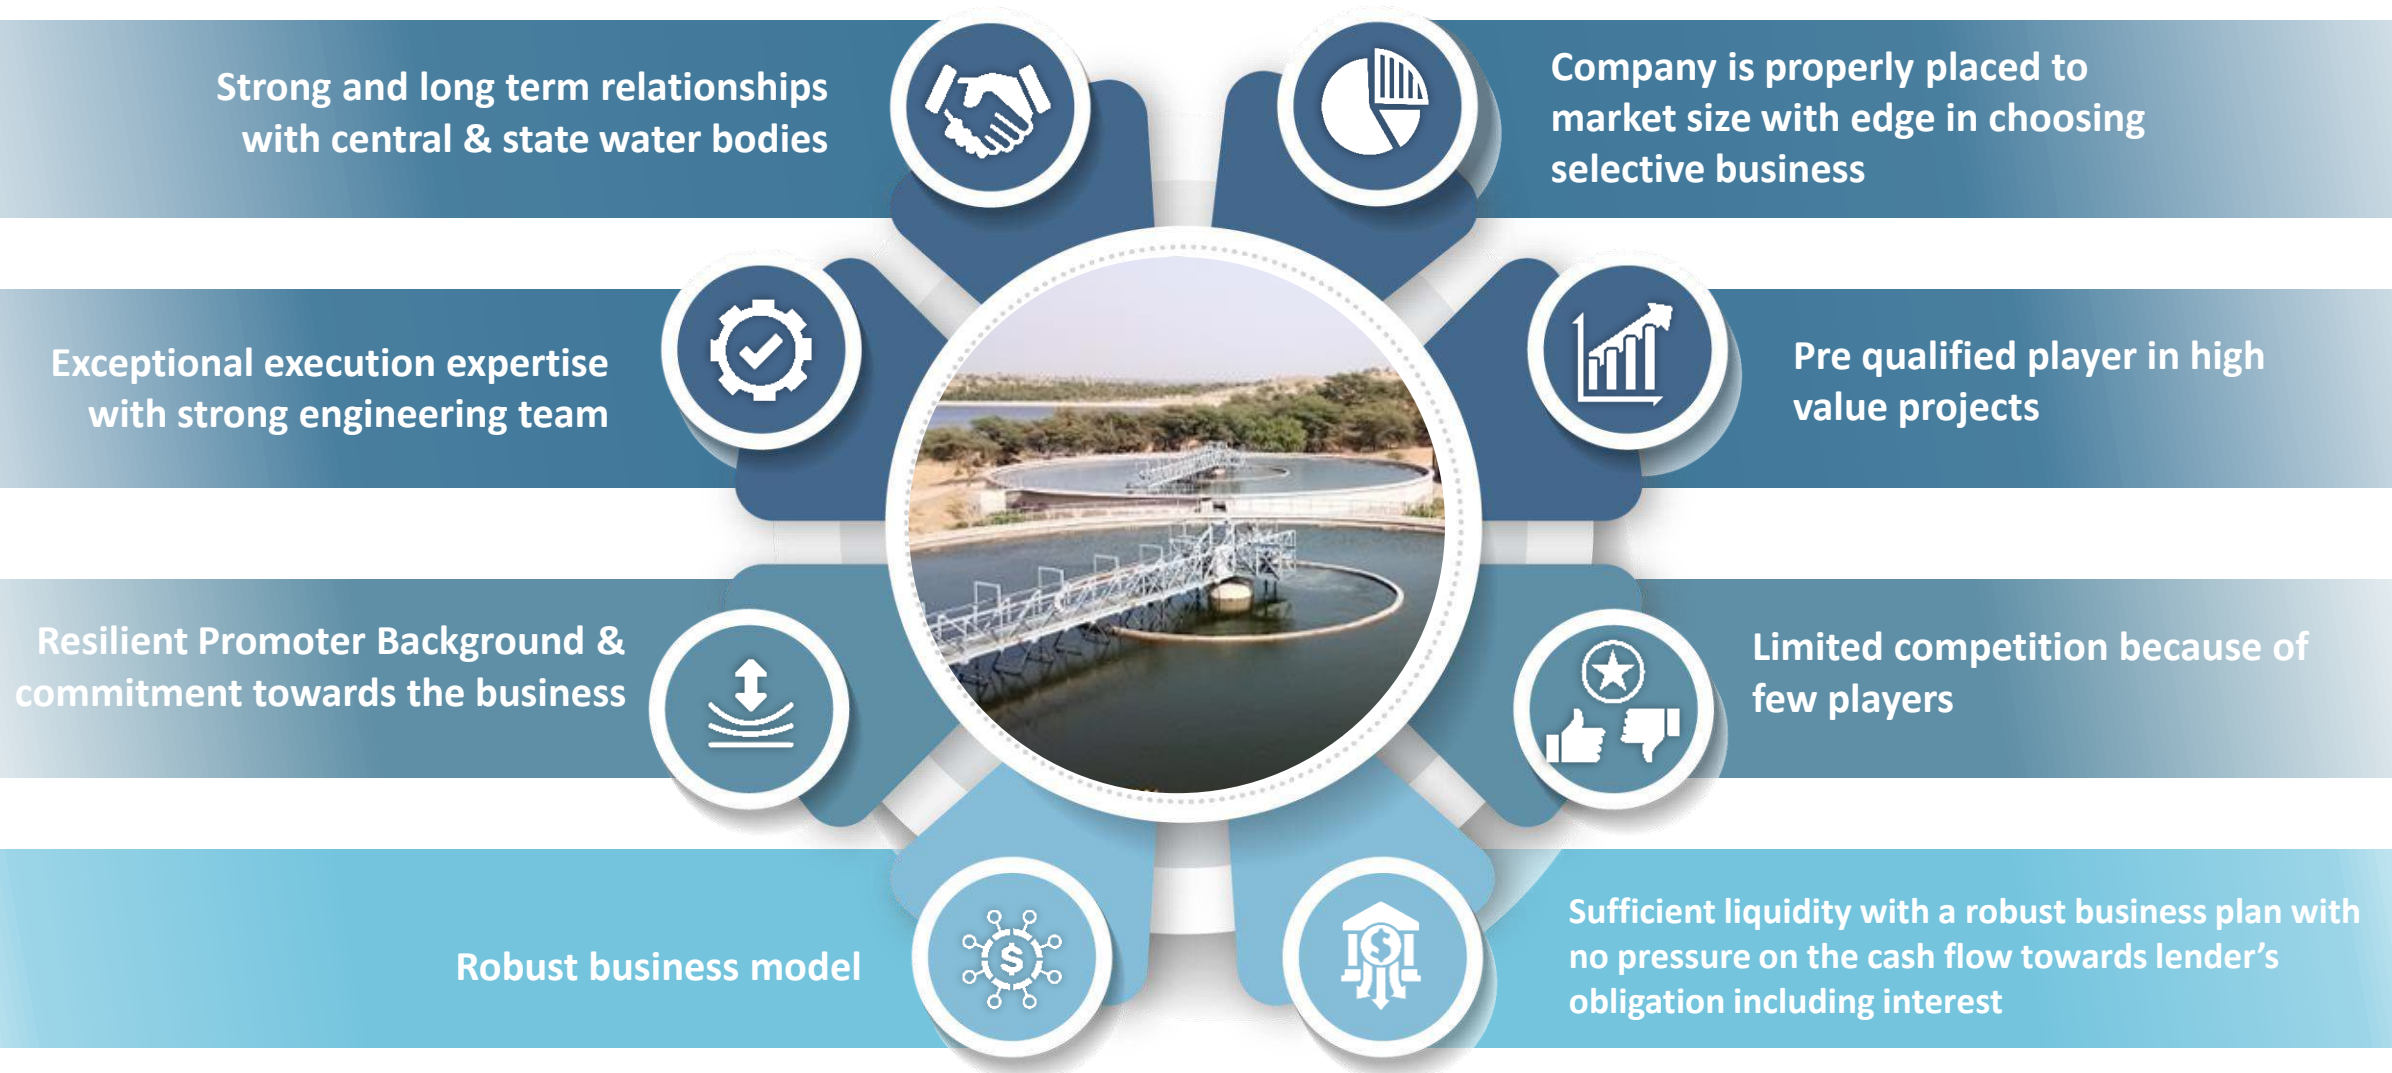 Strong and long term relationships
with central & state water bodies
Company is properly placed to
market size with edge in choosing
selective business
Exceptional execution expertise
with strong engineering team
Pre qualified player in high
value projects
Resilient Promoter Background &
commitment towards the business
Limited competition because of
few players
Robust business model
Sufficient liquidity with a robust business plan with
no pressure on the cash flow towards lender’s
obligation including interest